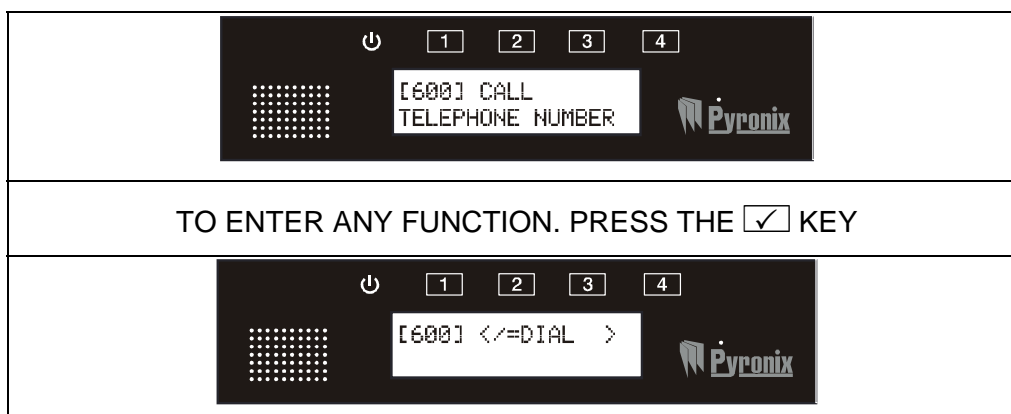 1 2 3 4
[600] CALL
TELEPHONE NUMBER
Pyronix
TO ENTER ANY FUNCTION. PRESS THE ✓ KEY
1 2 3 4
[600] </=DIAL >
Pyronix